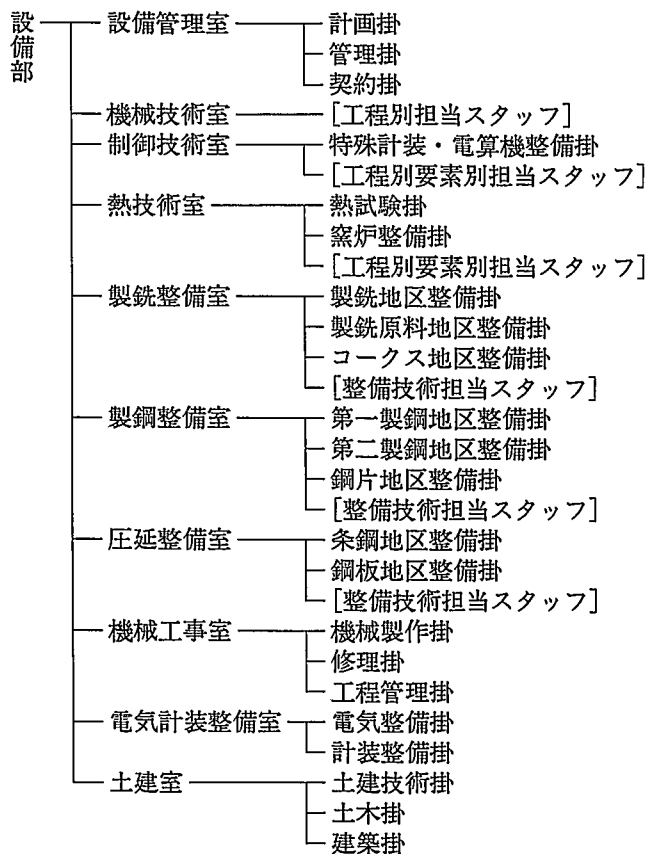 設備部
設備管理室 計画掛
管理掛
契約掛
機械技術室 [工程別担当スタッフ]
制御技術室 特殊計装・電算機整備掛
[工程別要素別担当スタッフ]
熱技術室 熱試験掛
窯炉整備掛
[工程別要素別担当スタッフ]
製銑整備室 製銑地区整備掛
製銑原料地区整備掛
コークス地区整備掛
[整備技術担当スタッフ]
製鋼整備室 第一製鋼地区整備掛
第二製鋼地区整備掛
鋼片地区整備掛
[整備技術担当スタッフ]
圧延整備室 条鋼地区整備掛
鋼板地区整備掛
[整備技術担当スタッフ]
機械工事室 機械製作掛
修理掛
工程管理掛
電気計装整備室 電気整備掛
計装整備掛
土建室 土建技術掛
土木掛
建築掛